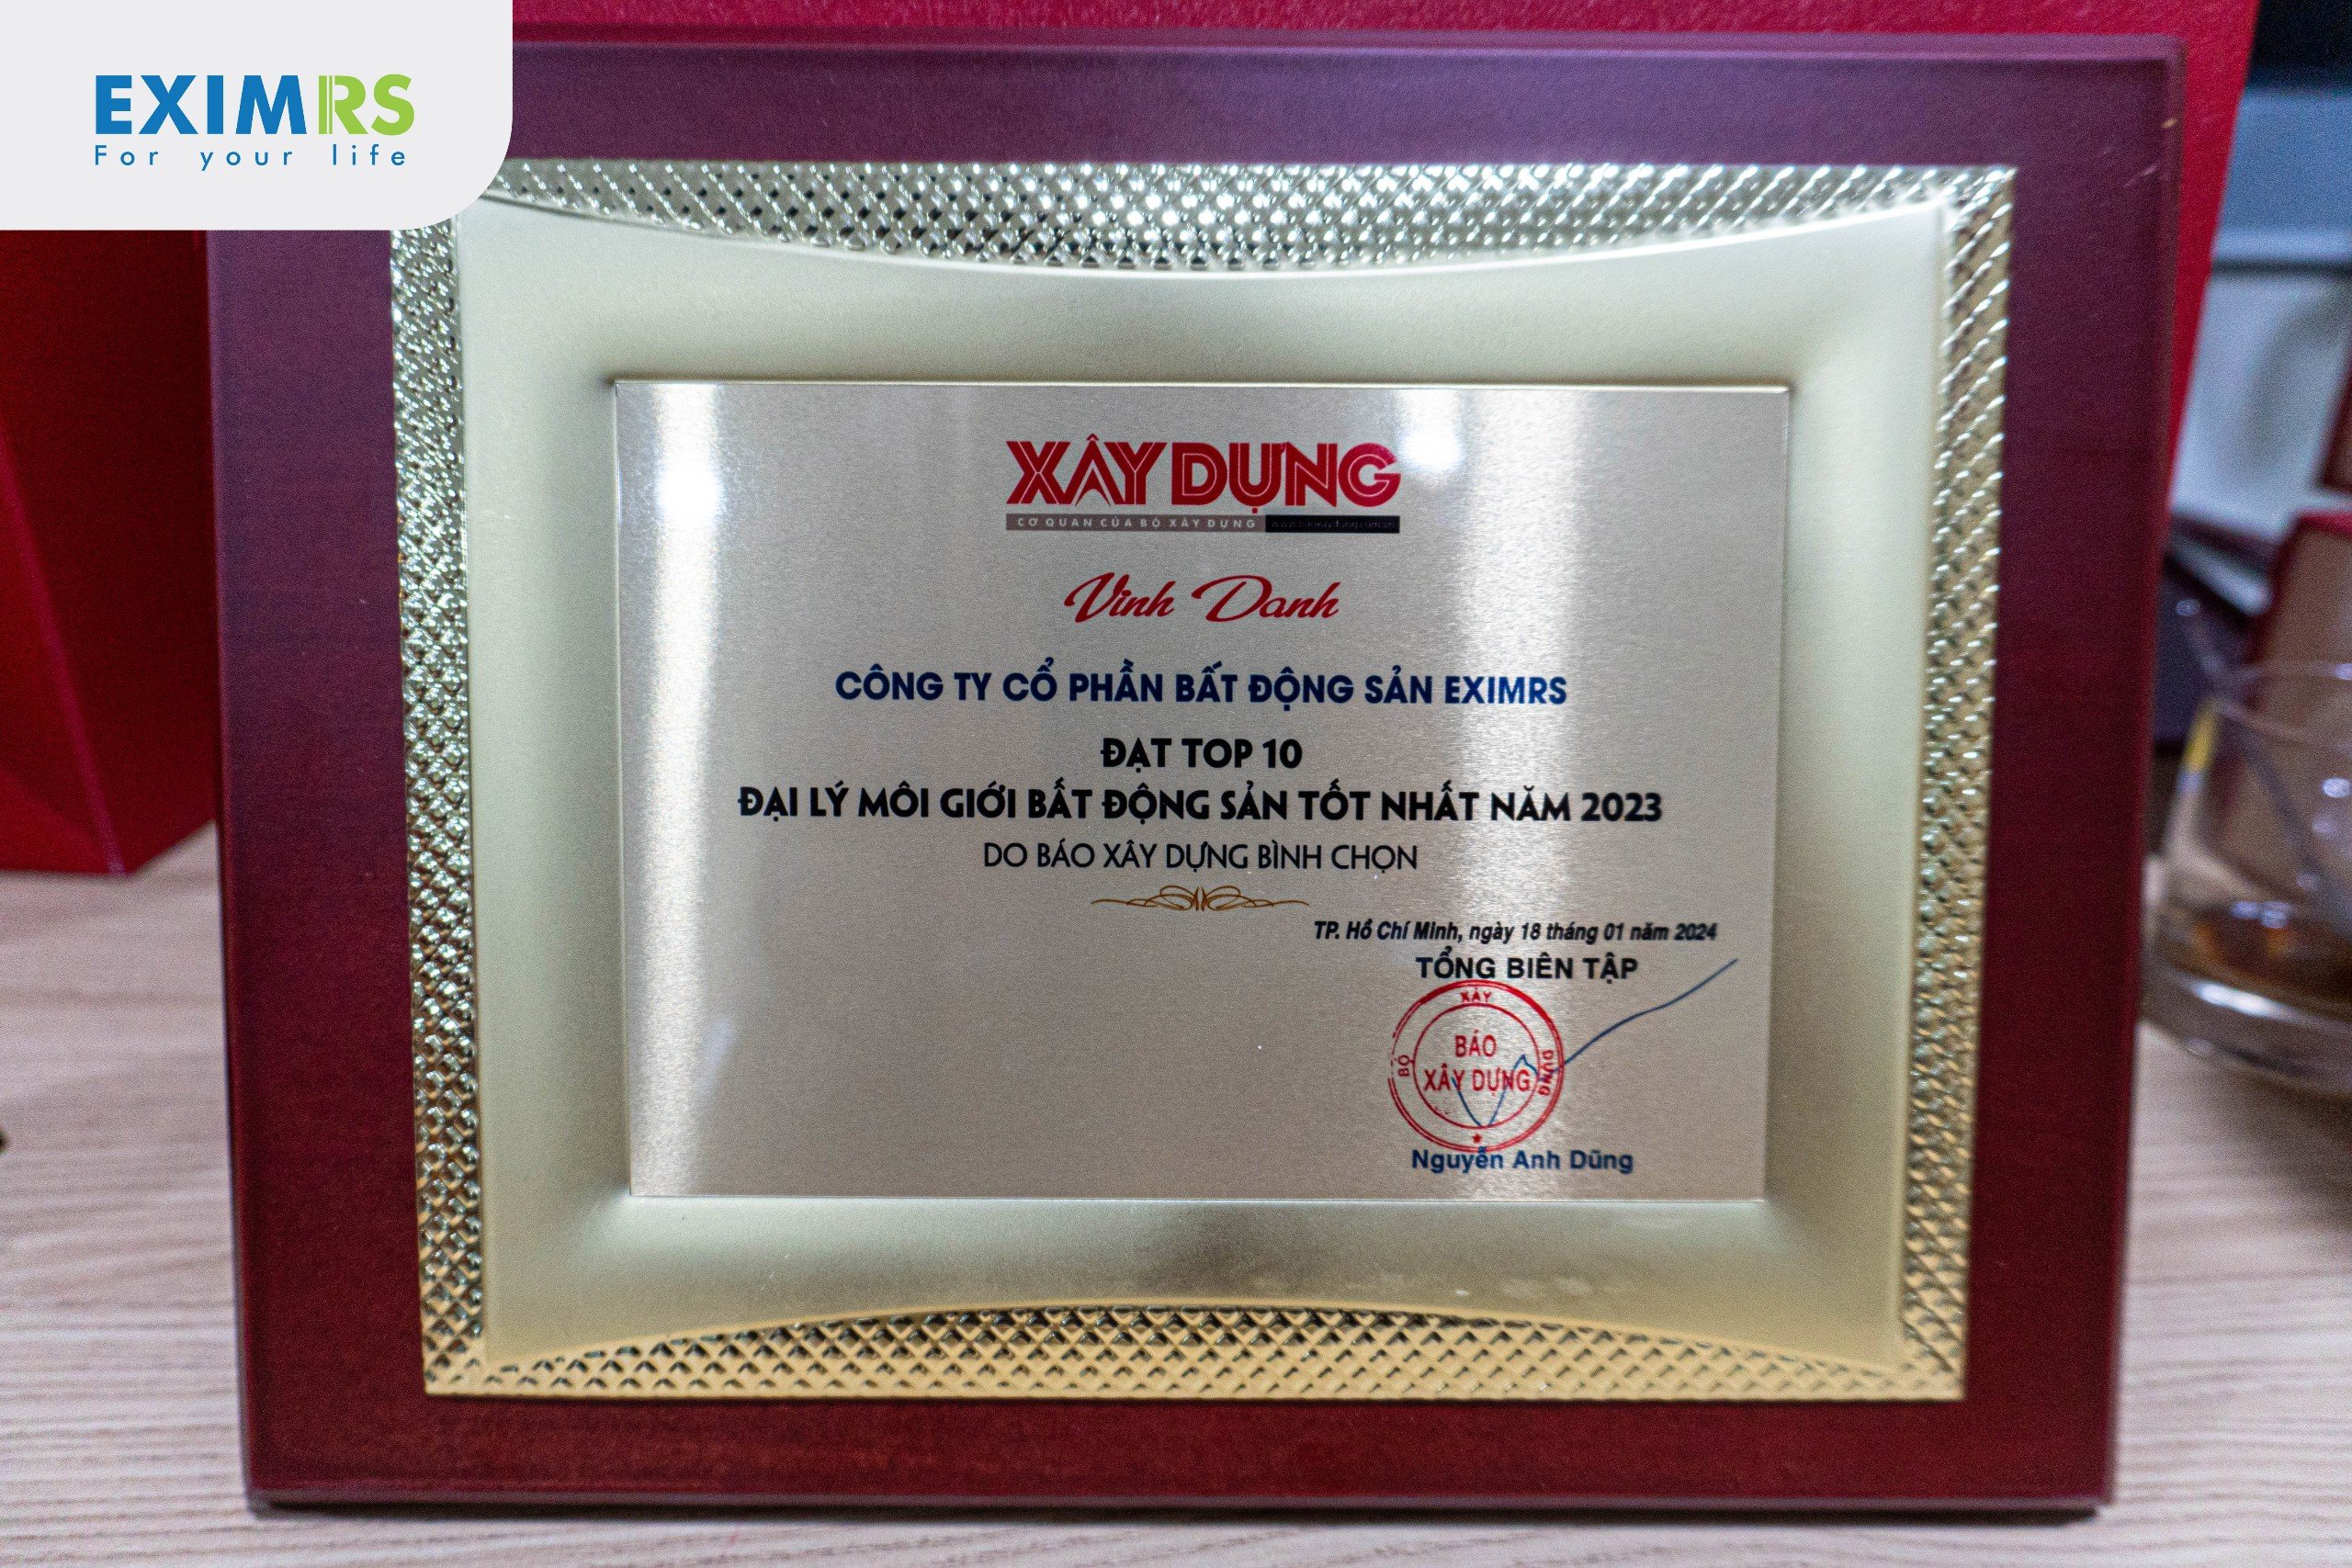 EXIMRS
For your life
XÂY DỰNG
CƠ QUAN CỦA BỘ XÂY DỰNG
Vinh Danh
CÔNG TY CỔ PHẦN BẤT ĐỘNG SẢN EXIMRS
ĐẠT TOP 10
ĐẠI LÝ MÔI GIỚI BẤT ĐỘNG SẢN TỐT NHẤT NĂM 2023
DO BÁO XÂY DỰNG BÌNH CHỌN
TP. Hồ Chí Minh, ngày 18 tháng 01 năm 2024
TỔNG BIÊN TẬP
BỘ XÂY DỰNG
BÁO
XÂY DỰNG
Nguyễn Anh Dũng